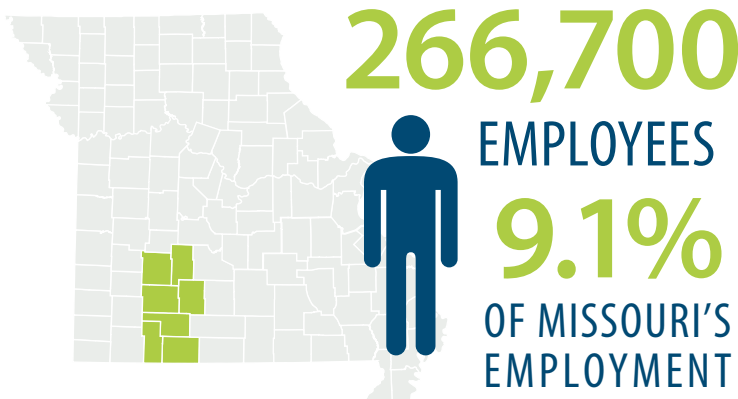 266,700
EMPLOYEES
9.1%
OF MISSOURI'S
EMPLOYMENT